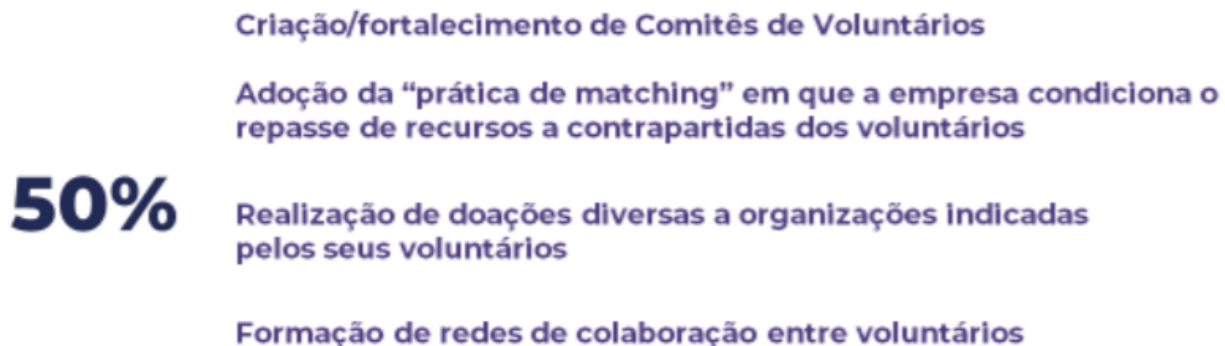 Criação/fortalecimento de Comitês de Voluntários
Adoção da “prática de matching” em que a empresa condiciona o
repasse de recursos a contrapartidas dos voluntários
50%
Realização de doações diversas a organizações indicadas
pelos seus voluntários
Formação de redes de colaboração entre voluntários